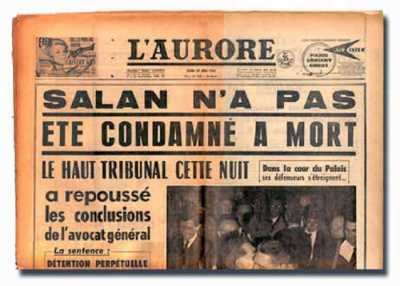 L'AURORE
SALAN N'A PAS
ETE CONDAMNE A MORT
LE HAUT TRIBUNAL CETTE NUIT
a repoussé
les conclusions
de l'avocat général
La sentence :
DÉTENTION PERPÉTUELLE
Dans la cour du Palais
ses défenseurs s'étreignent...